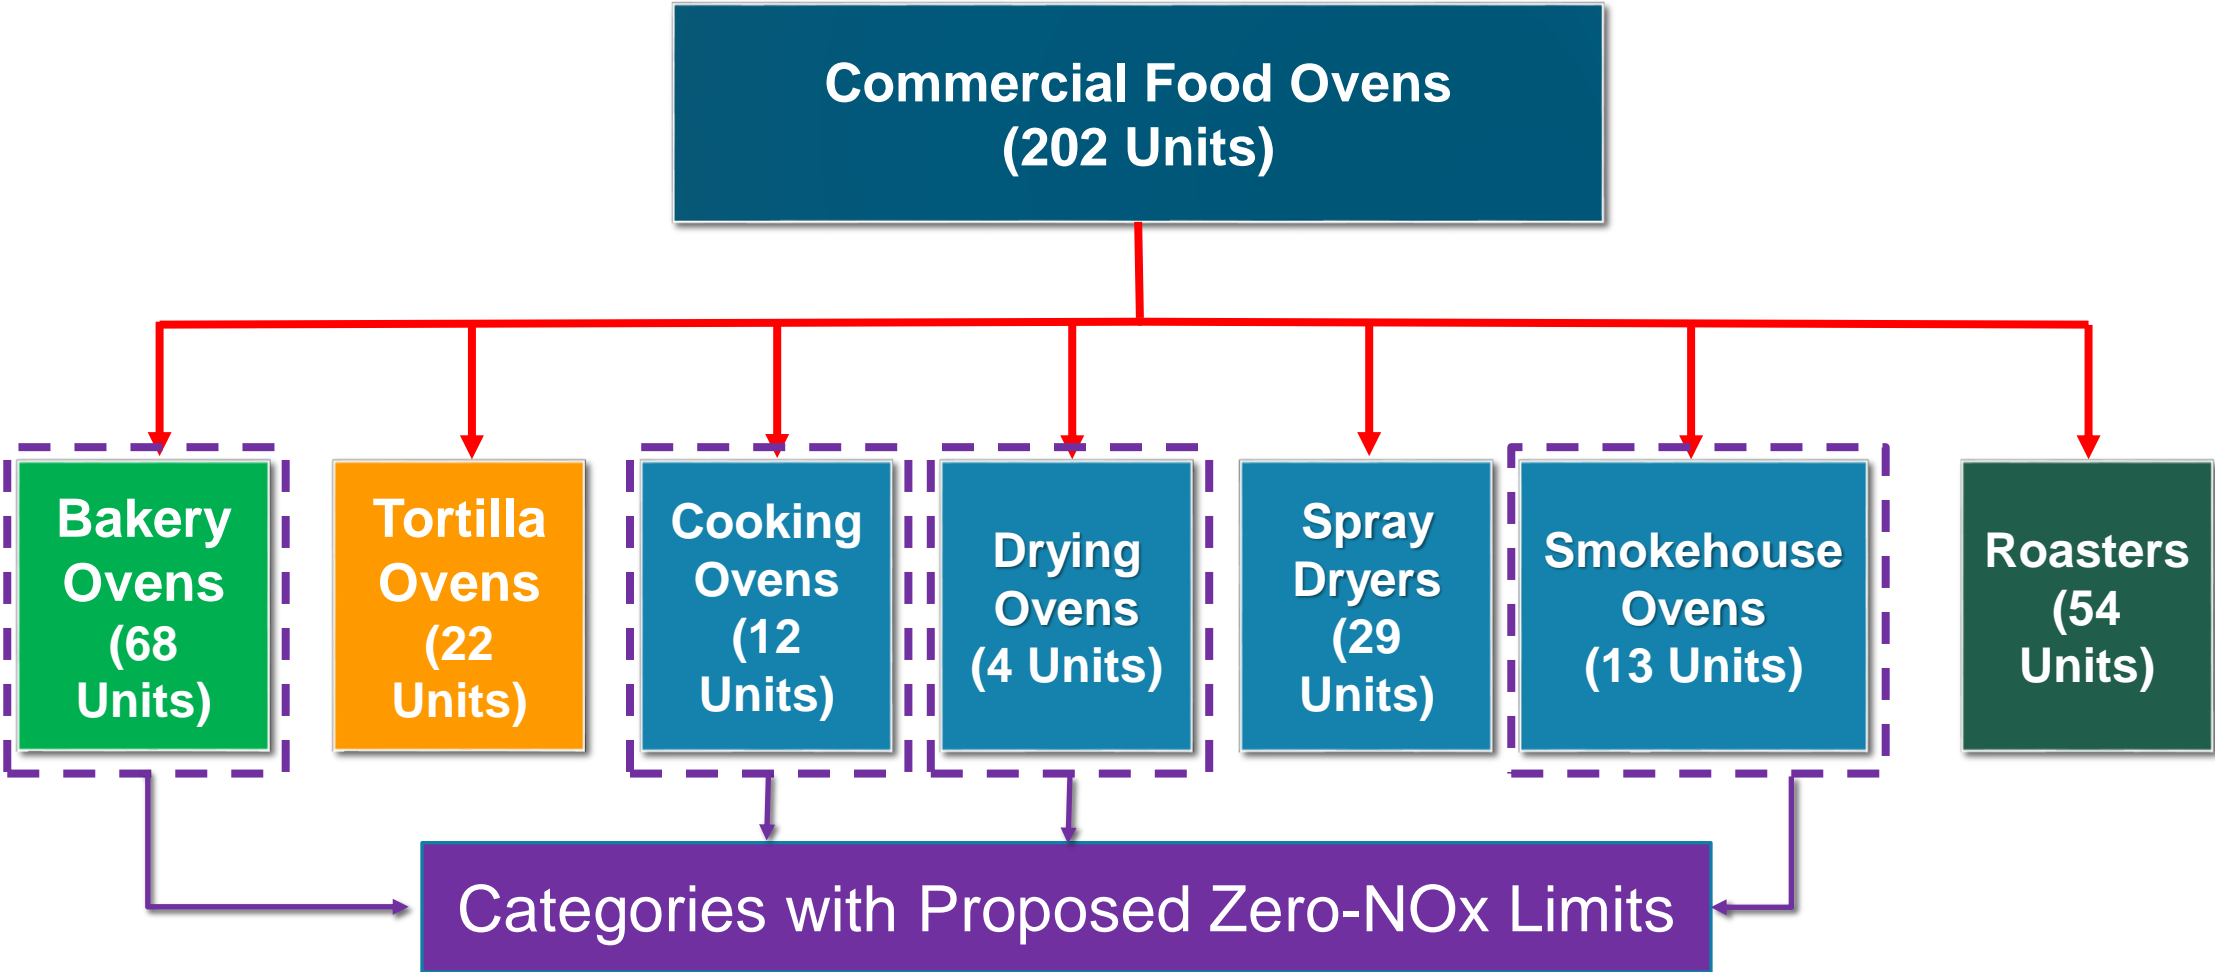 Commercial Food Ovens
(202 Units)
Bakery
Ovens
(68
Units)
Tortilla
Ovens
(22
Units)
Cooking
Ovens
(12
Units)
Drying
Ovens
(4 Units)
Spray
Dryers
(29
Units)
Smokehouse
Ovens
(13 Units)
Roasters
(54
Units)
Categories with Proposed Zero-NOx Limits